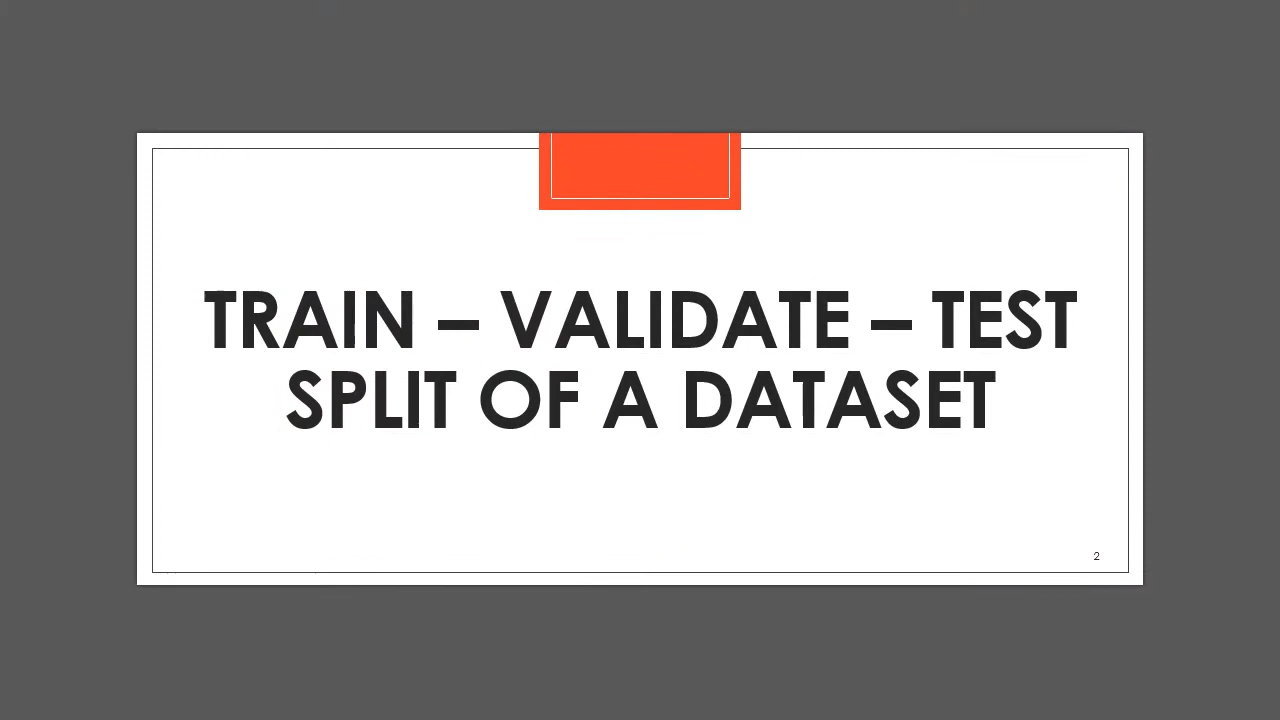 TRAIN – VALIDATE – TEST
SPLIT OF A DATASET
2